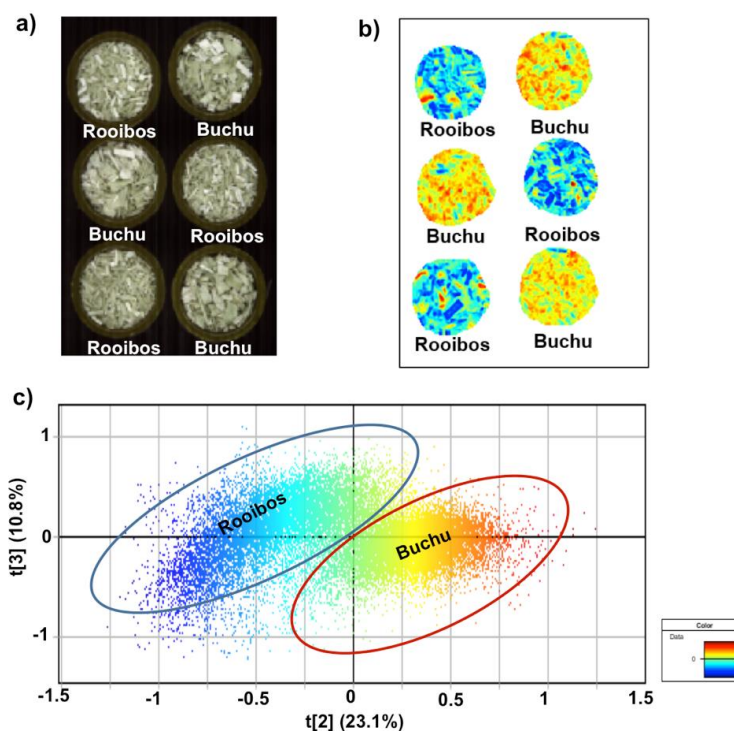 a)
Rooibos
Buchu
Buchu
Rooibos
Rooibos
Buchu
b)
Rooibos
Buchu
Buchu
Rooibos
Rooibos
Buchu
c)
t[3] (10.8%)
1
0
-1
Rooibos
Buchu
-1.5
-1
-0.5
0
0.5
1
1.5
t[2] (23.1%)
Color
Data
0